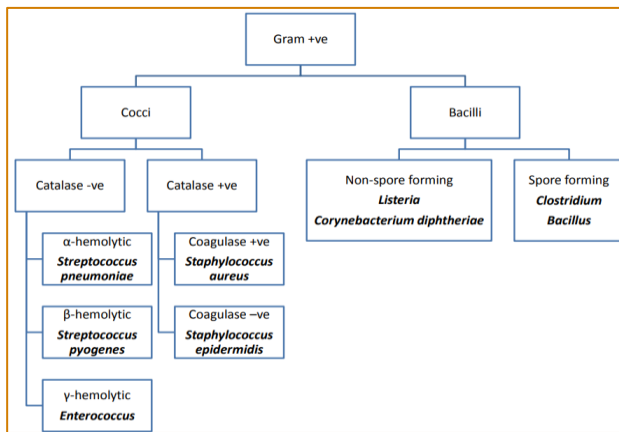 Gram +ve
Cocci
Bacilli
Catalase -ve
Catalase +ve
Non-spore forming
Listeria
Corynebacterium diphtheriae
Spore forming
Clostridium
Bacillus
α-hemolytic
Streptococcus
pneumoniae
Coagulase +ve
Staphylococcus
aureus
β-hemolytic
Streptococcus
pyogenes
Coagulase –ve
Staphylococcus
epidermidis
γ-hemolytic
Enterococcus